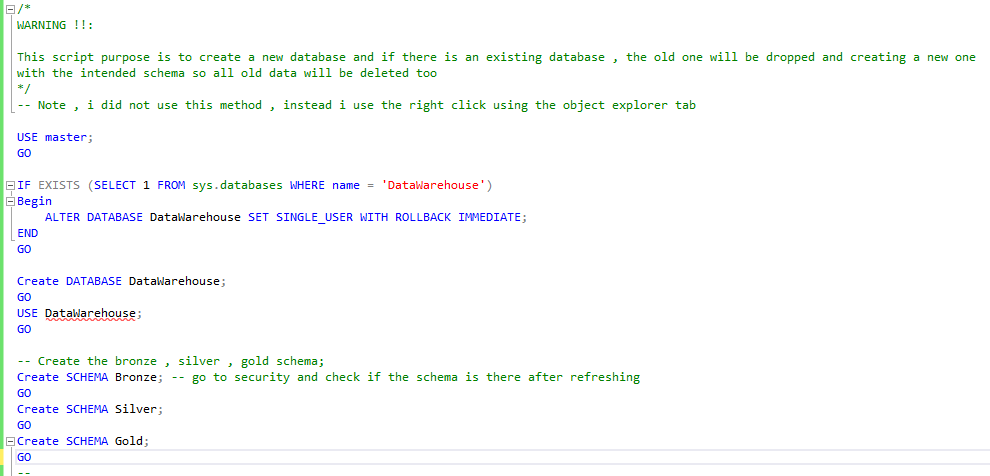 /*
WARNING !!:
This script purpose is to create a new database and if there is an existing database , the old one will be dropped and creating a new one
with the intended schema so all old data will be deleted too
*/
-- Note , i did not use this method , instead i use the right click using the object explorer tab
USE master;
GO
IF EXISTS (SELECT 1 FROM sys.databases WHERE name = 'DataWarehouse')
Begin
    ALTER DATABASE DataWarehouse SET SINGLE_USER WITH ROLLBACK IMMEDIATE;
END
GO
Create DATABASE DataWarehouse;
GO
USE DataWarehouse;
GO
-- Create the bronze , silver , gold schema;
Create SCHEMA Bronze; -- go to security and check if the schema is there after refreshing
GO
Create SCHEMA Silver;
GO
Create SCHEMA Gold;
GO
--